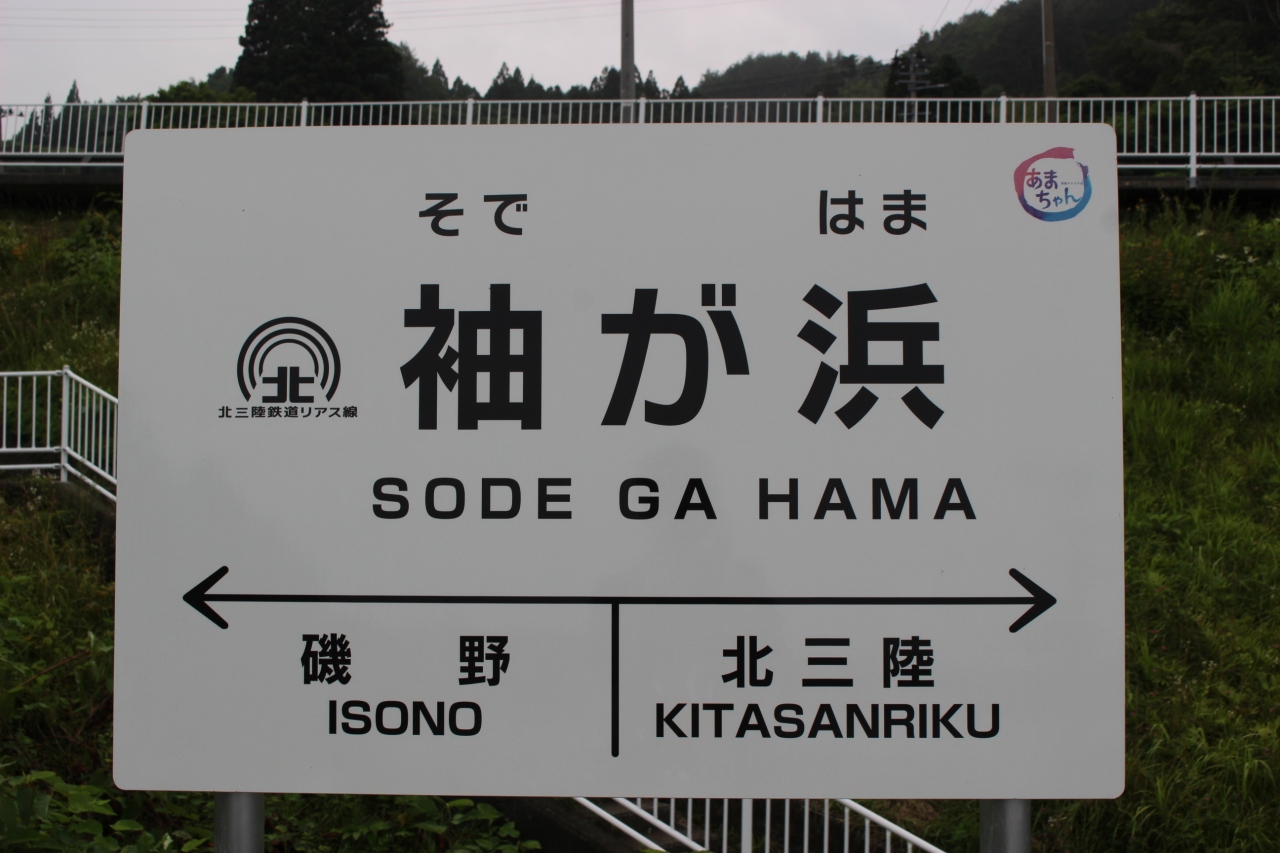 そで はま
あま
ちゃん
袖が浜
北
北三陸鉄道リアス線
SODE GA HAMA
磯野 北三陸
ISONO KITASANRIKU